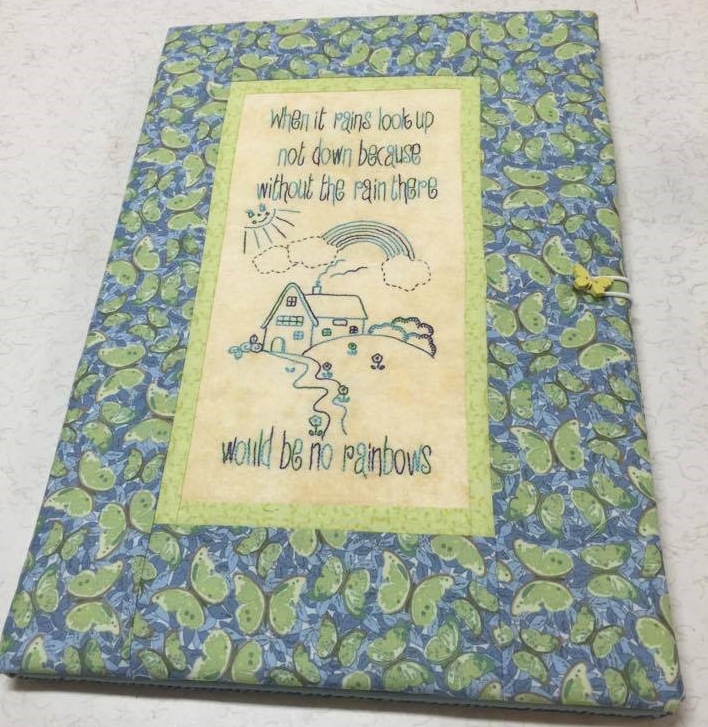 when it rains look up
not down because
without the rain there
would be no rainbows